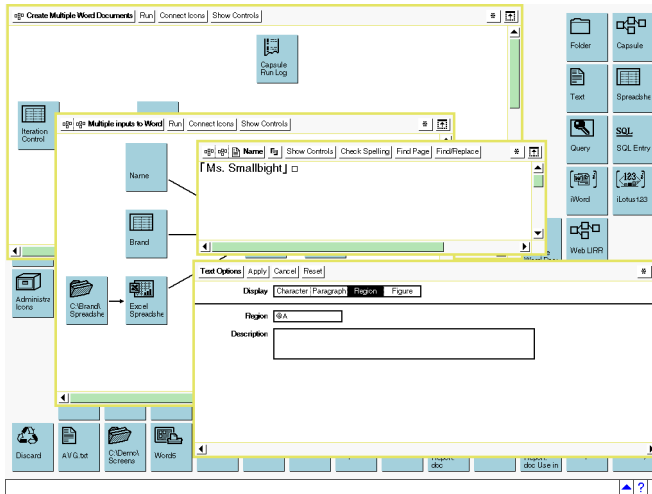 Create Multiple Word Documents Run Connect Icons Show Controls
Capsule
Run Log
Folder
Capsule
Text
Spreadshe
Iteration
Control
Multiple inputs to Word Run Connect Icons Show Controls
SQL
Query
SQL Entry
Name Show Controls Check Spelling Find Page Find/Replace
「Ms. Smallbight」
Name
iWord
123
iLotus123
Brand
Web LIRR
Administra
Icons
C:\Brand\
Spreadshe
Excel
Spreadshe
Text Options Apply Cancel Reset
Display Character Paragraph Region Figure
Region @A
Description
Discard
AVG.txt
C:\Demo\
Screens
Word6
doc
doc Use in
?